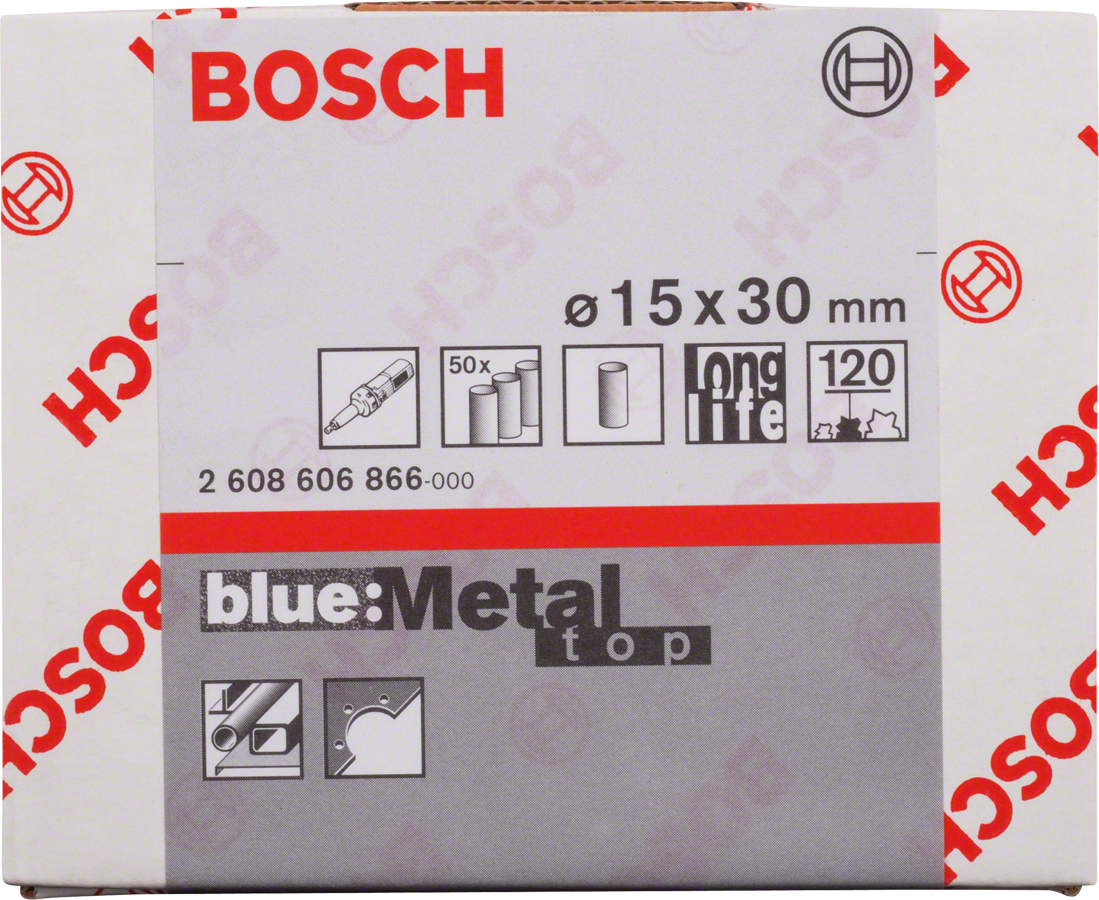 BOSCH
ø 15 x 30 mm
50x
long
life
120
2 608 606 866-000
blue:Metal
top
BOSCH
BOSCH
BOSCH
BOSCH